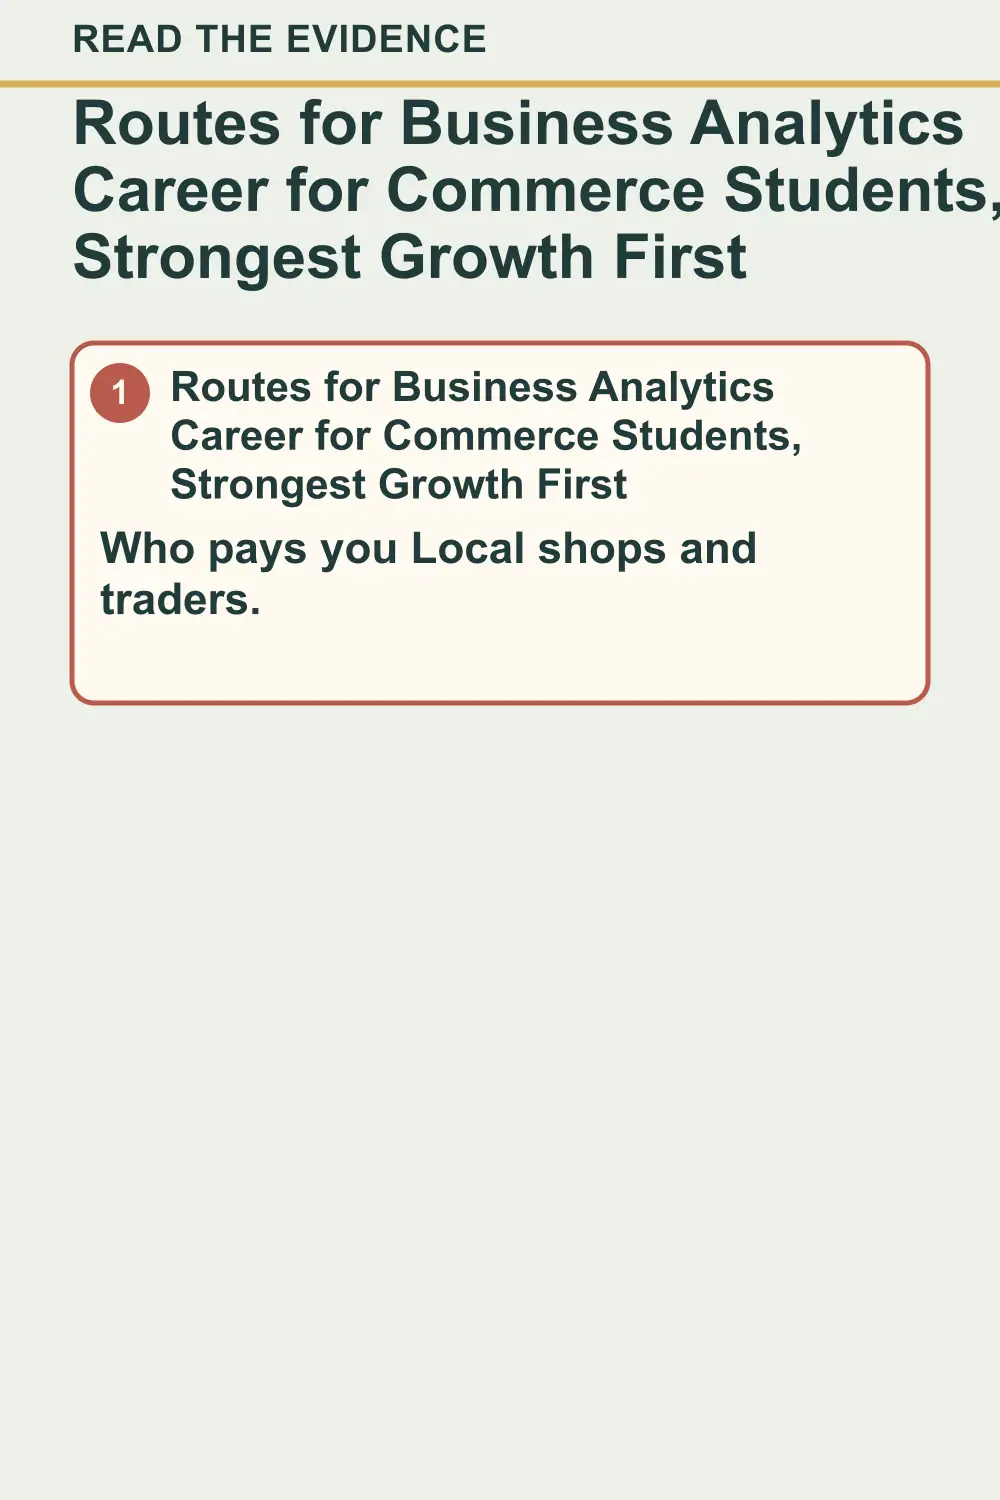 READ THE EVIDENCE
Routes for Business Analytics
Career for Commerce Students,
Strongest Growth First
1
Routes for Business Analytics
Career for Commerce Students,
Strongest Growth First
Who pays you Local shops and
traders.